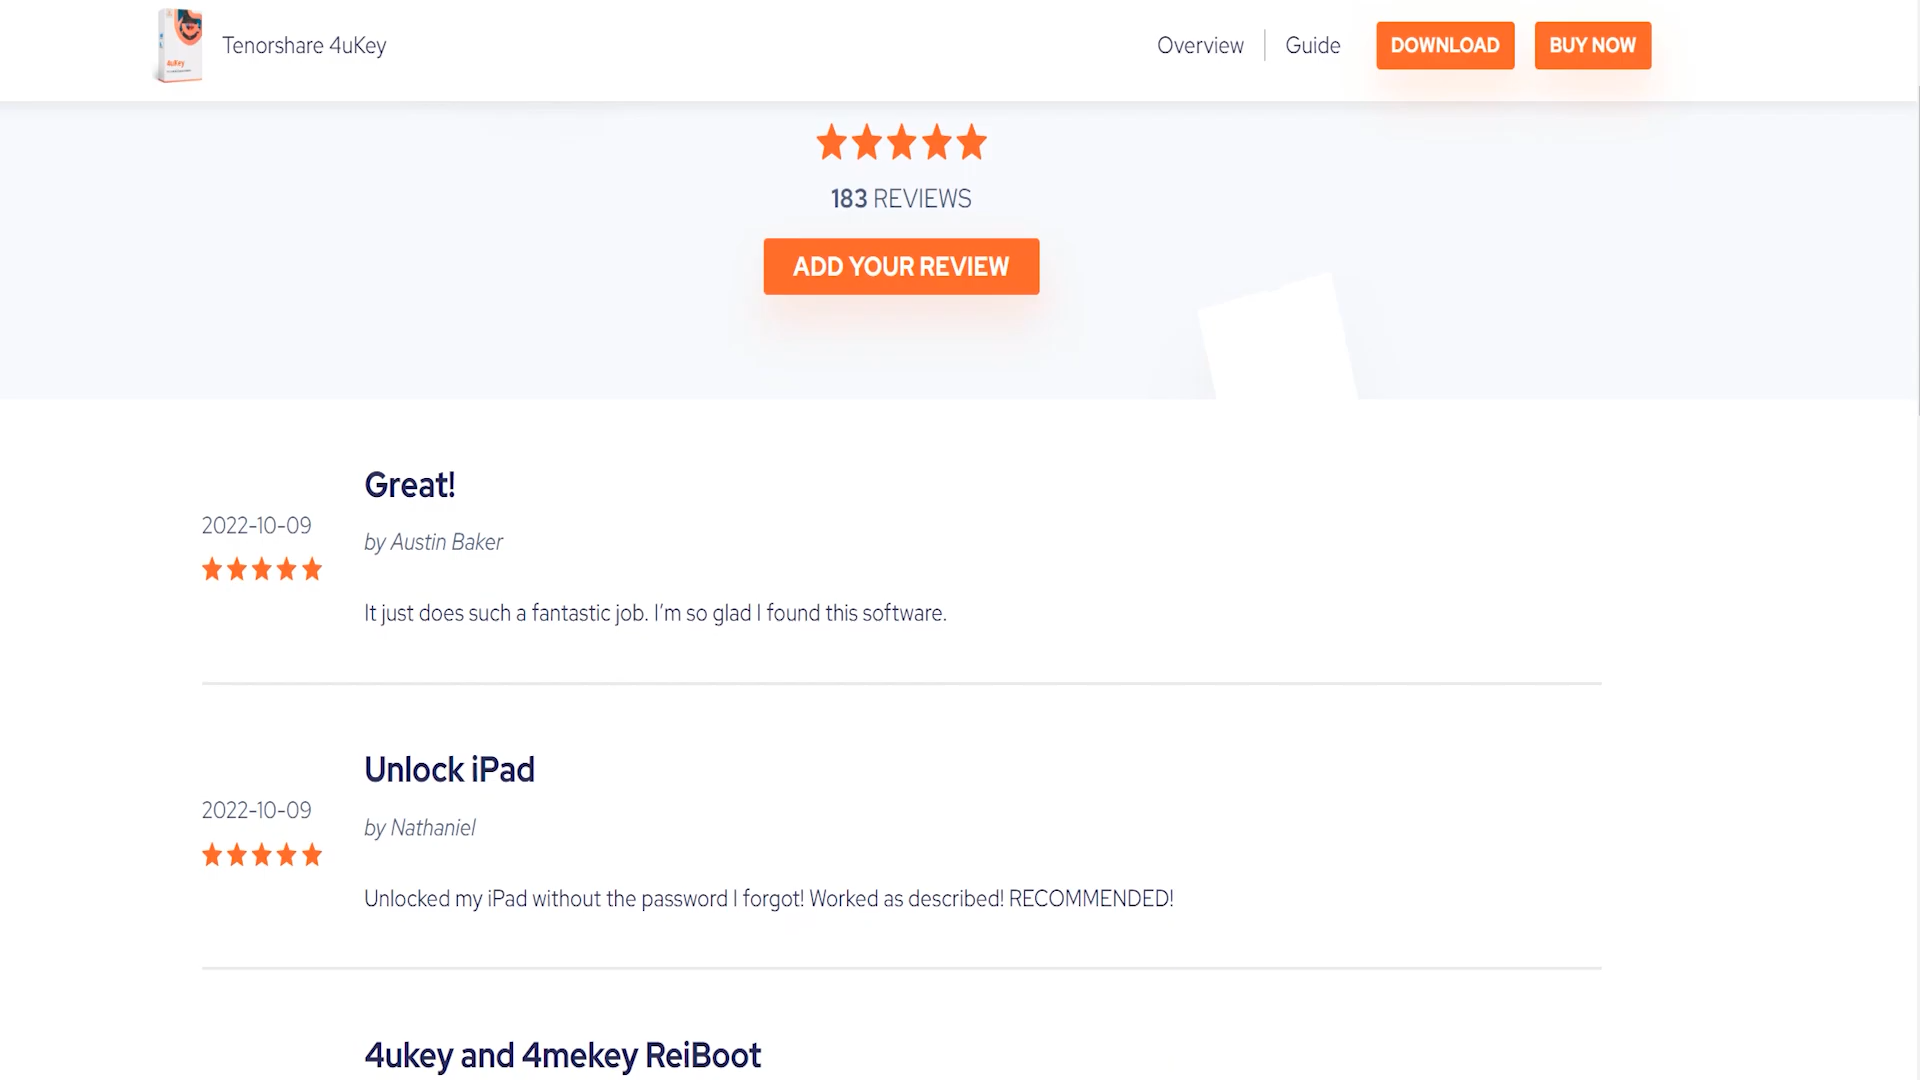 4uKey
Tenorshare 4uKey
Overview
Guide
DOWNLOAD
BUY NOW
183 REVIEWS
ADD YOUR REVIEW
Great!
2022-10-09
by Austin Baker
It just does such a fantastic job. I'm so glad I found this software.
Unlock iPad
2022-10-09
by Nathaniel
Unlocked my iPad without the password I forgot! Worked as described! RECOMMENDED!
4ukey and 4mekey ReiBoot